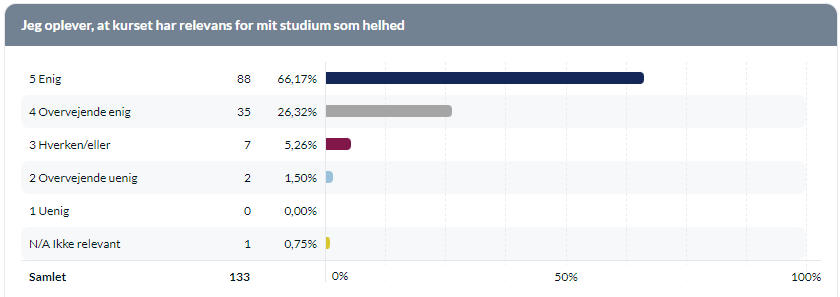 Jeg oplever, at kurset har relevans for mit studium som helhed
5 Enig 88 66,17%
4 Overvejende enig 35 26,32%
3 Hverken/eller 7 5,26%
2 Overvejende uenig 2 1,50%
1 Uenig 0 0,00%
N/A Ikke relevant 1 0,75%
Samlet 133 0% 50% 100%